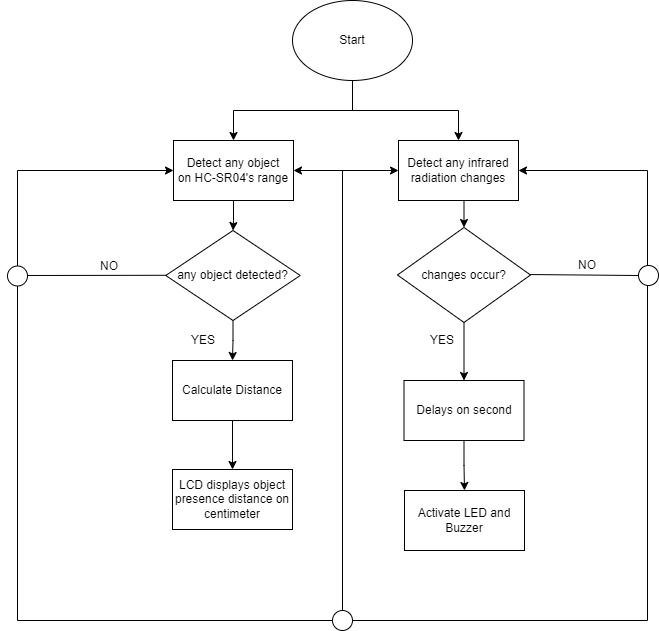 Start
Detect any object
on HC-SR04's range
Detect any infrared
radiation changes
NO
any object detected?
changes occur?
NO
YES
YES
Calculate Distance
Delays on second
LCD displays object
presence distance on
centimeter
Activate LED and
Buzzer